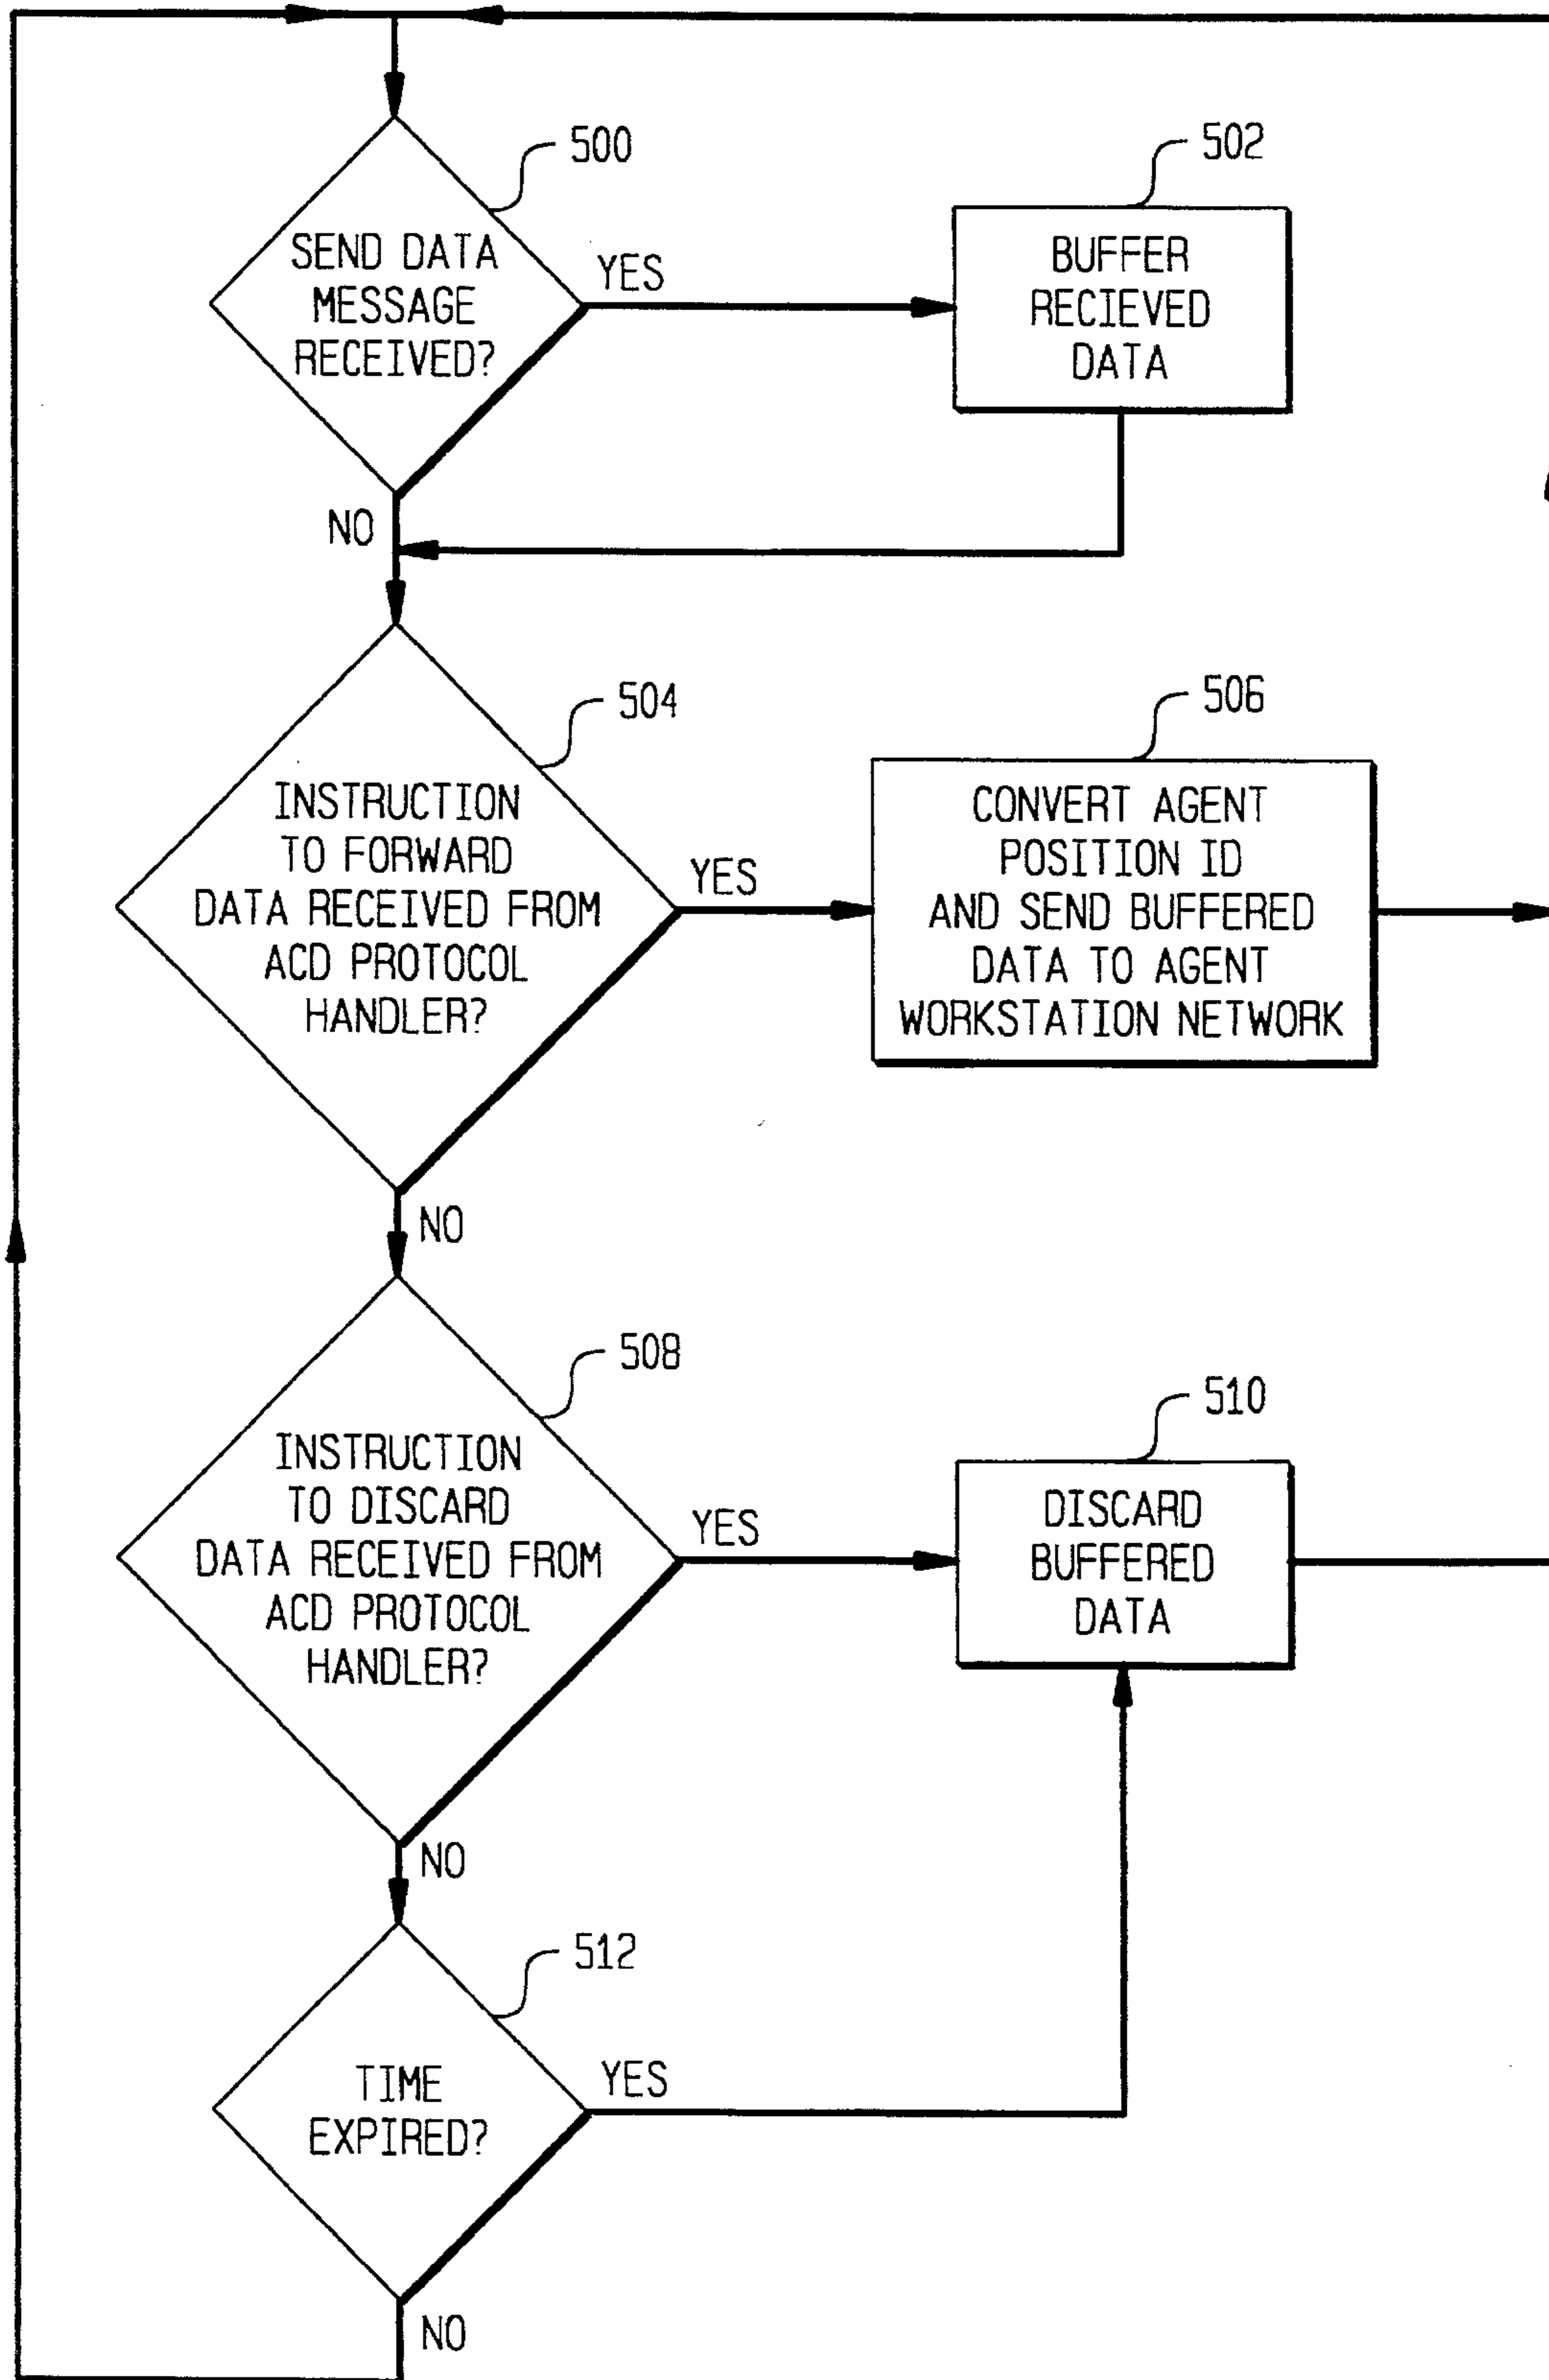 500
SEND DATA
MESSAGE
RECEIVED?
YES
502
BUFFER
RECIEVED
DATA
NO
504
INSTRUCTION
TO FORWARD
DATA RECEIVED FROM
ACD PROTOCOL
HANDLER?
YES
506
CONVERT AGENT
POSITION ID
AND SEND BUFFERED
DATA TO AGENT
WORKSTATION NETWORK
NO
508
INSTRUCTION
TO DISCARD
DATA RECEIVED FROM
ACD PROTOCOL
HANDLER?
YES
510
DISCARD
BUFFERED
DATA
NO
512
TIME
EXPIRED?
YES
NO